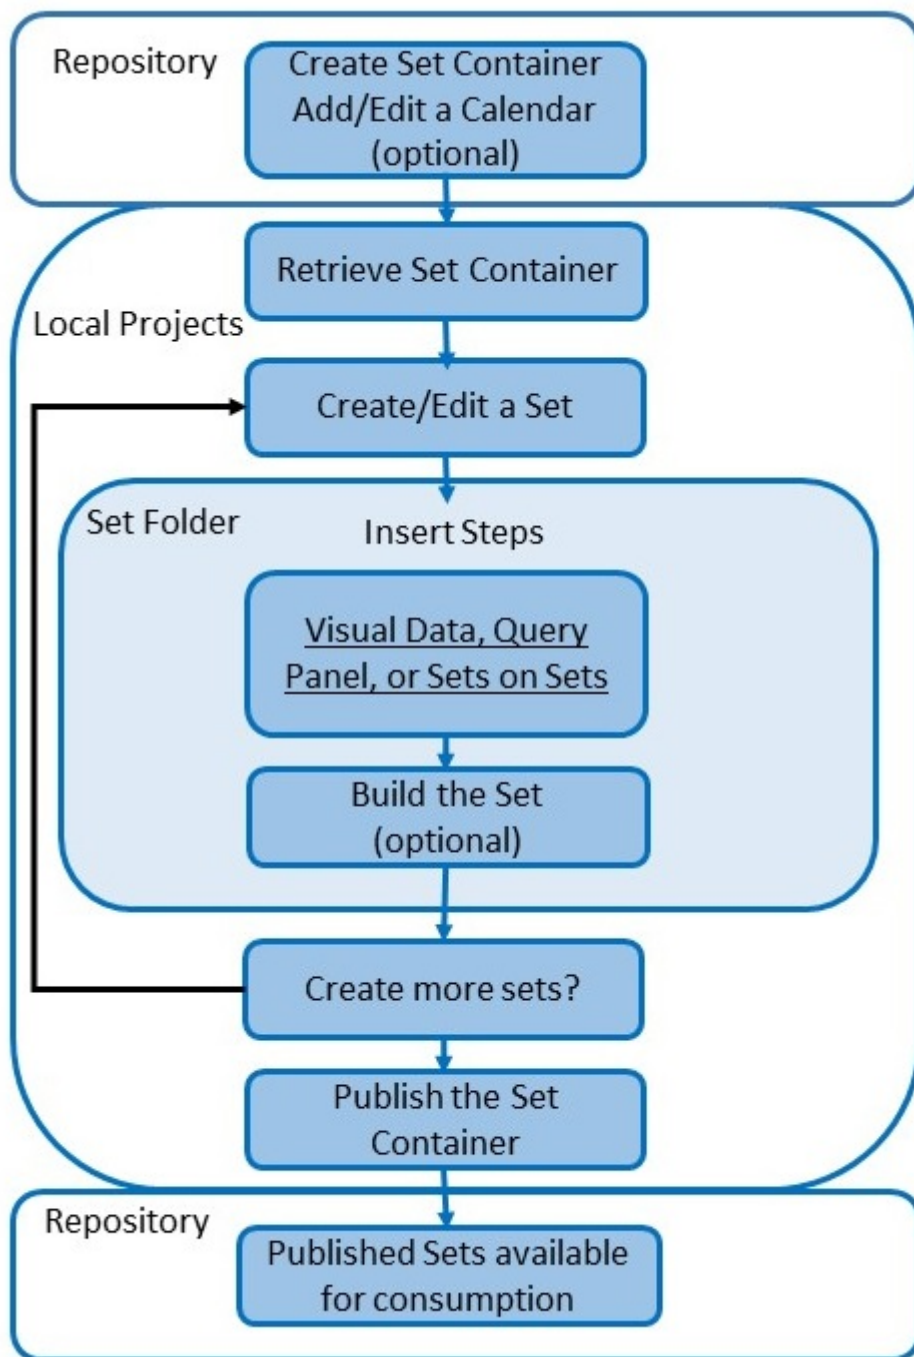 Repository
Create Set Container
Add/Edit a Calendar
(optional)
Retrieve Set Container
Local Projects
Create/Edit a Set
Set Folder
Insert Steps
Visual Data, Query
Panel, or Sets on Sets
Build the Set
(optional)
Create more sets?
Publish the Set
Container
Repository
Published Sets available
for consumption